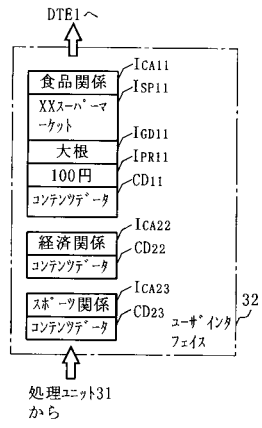 DTE1へ
食品関係
ICA11
XXスーパーマ
ーケット
ISP11
大根
IGD11
100円
IPR11
コンテンツデータ
CD11
経済関係
ICA22
コンテンツデータ
CD22
スポーツ関係
ICA23
コンテンツデータ
CD23
ユーザインタ
フェイス
32
処理ユニット31
から